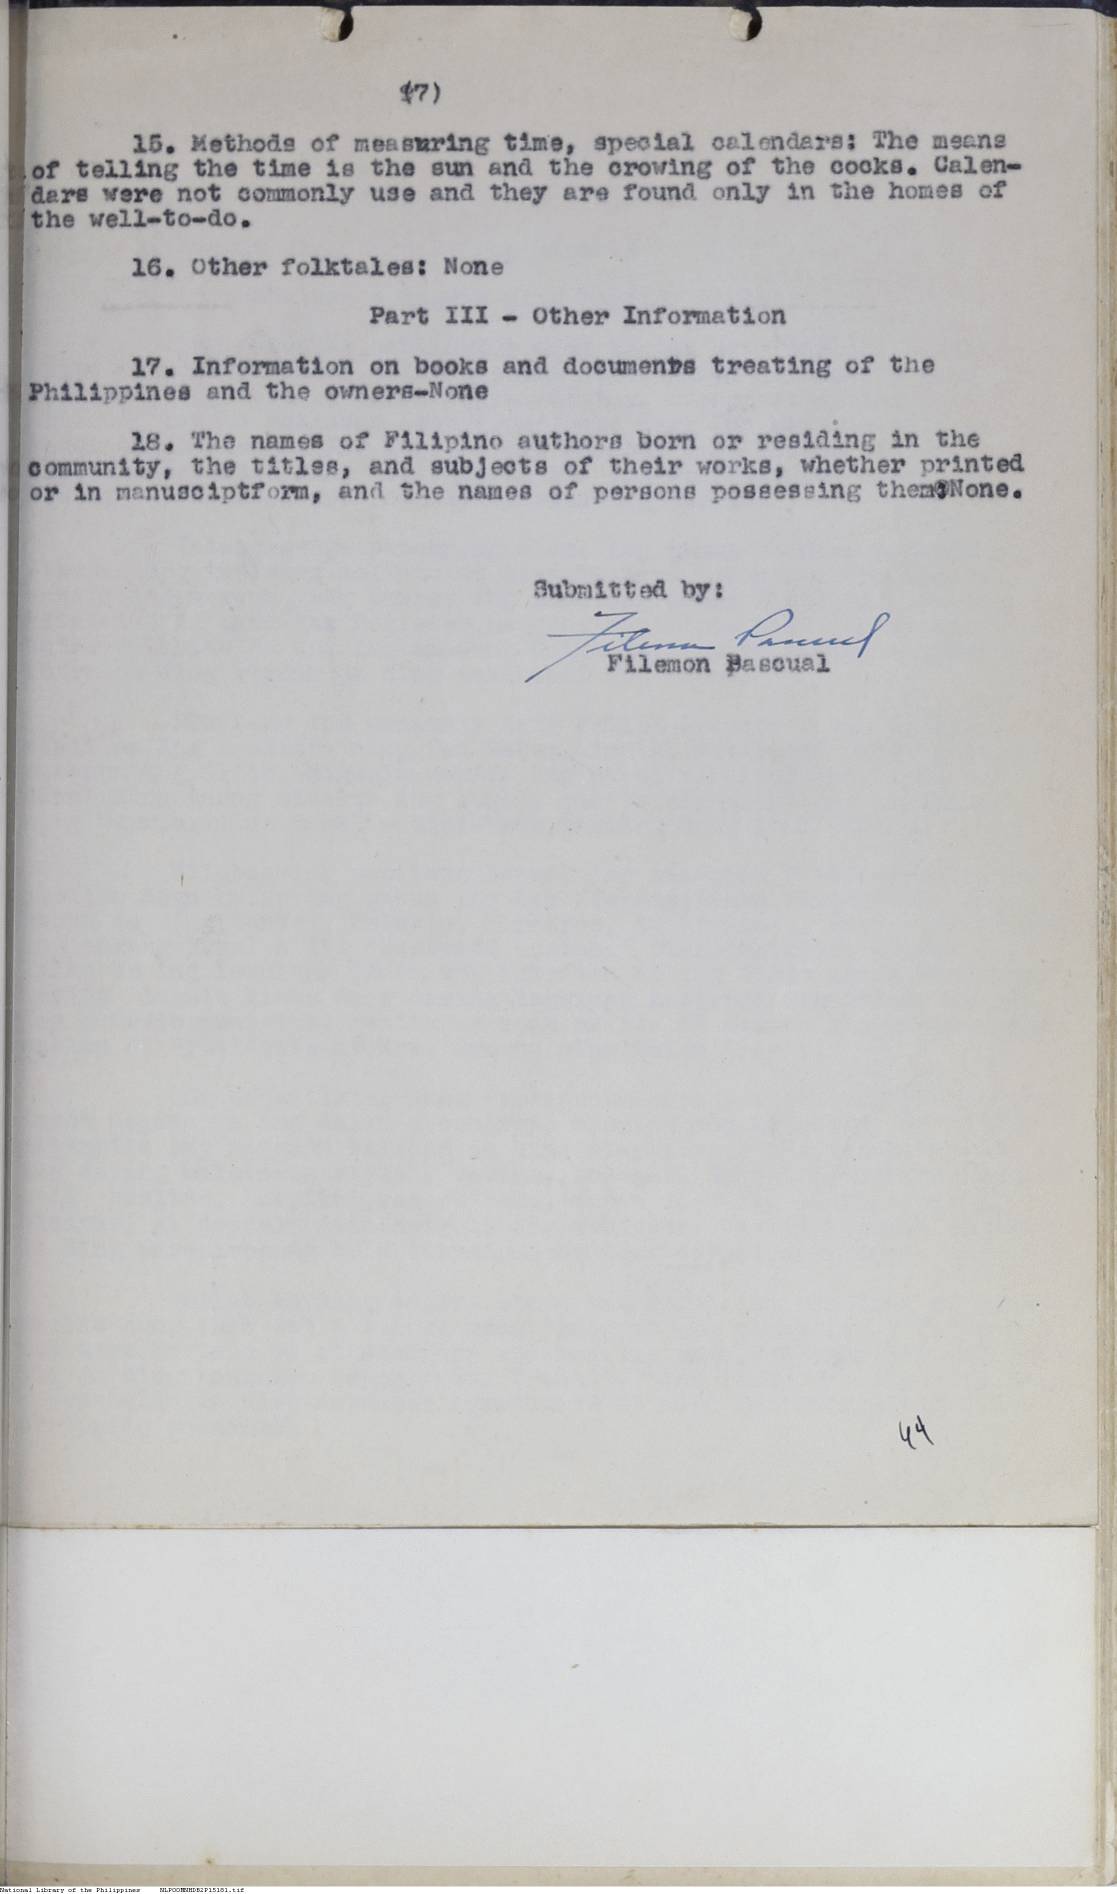 (7)
15. Methods of measuring time, special calendars: The means
of telling the time is the sun and the crowing of the cocks. Calen-
dars were not commonly use and they are found only in the homes of
the well-to-do.
16. Other folktales: None
Part III - Other Information
17. Information on books and documents treating of the
Philippines and the owners-None
18. The names of Filipino authors born or residing in the
community, the titles, and subjects of their works, whether printed
or in manusciptform, and the names of persons possessing them None.
Submitted by:
Filemon Pascual
Filemon Pascual
44
National Library of the Philippines NLPOOMNHDB2P15181.tif